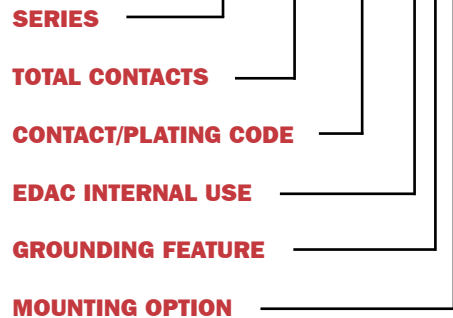 SERIES
TOTAL CONTACTS
CONTACT/PLATING CODE
EDAC INTERNAL USE
GROUNDING FEATURE
MOUNTING OPTION